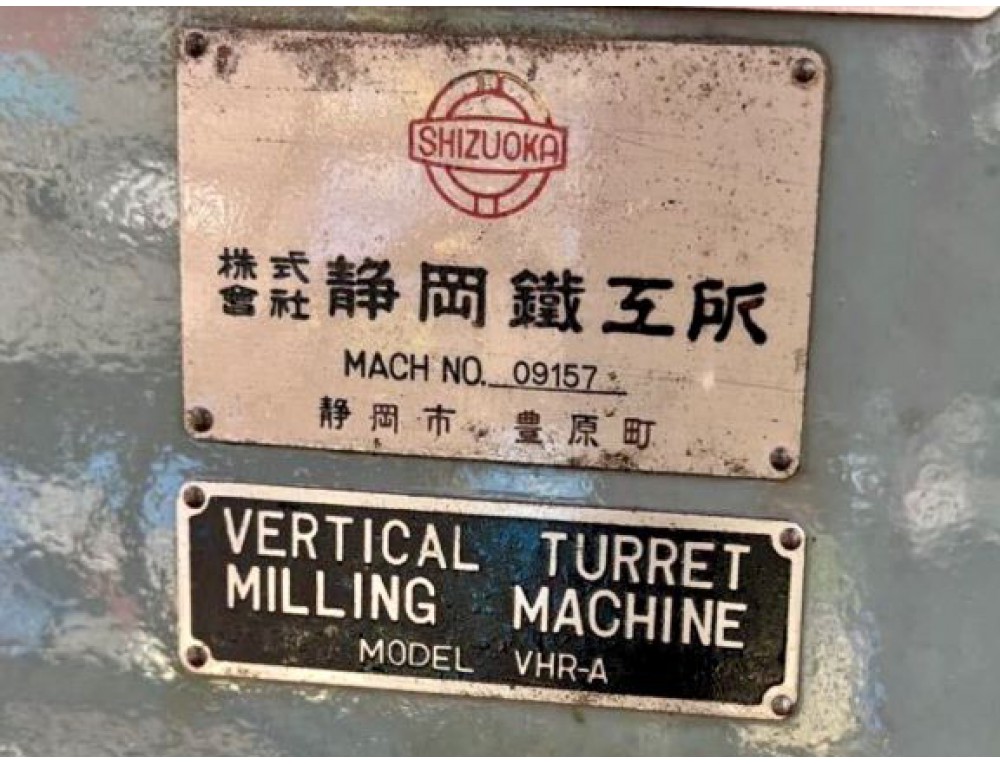 SHIZUOKA
株式会社 静岡鐵工所
MACH NO. 09157
静岡市 豊原町
VERTICAL TURRET
MILLING MACHINE
MODEL VHR-A